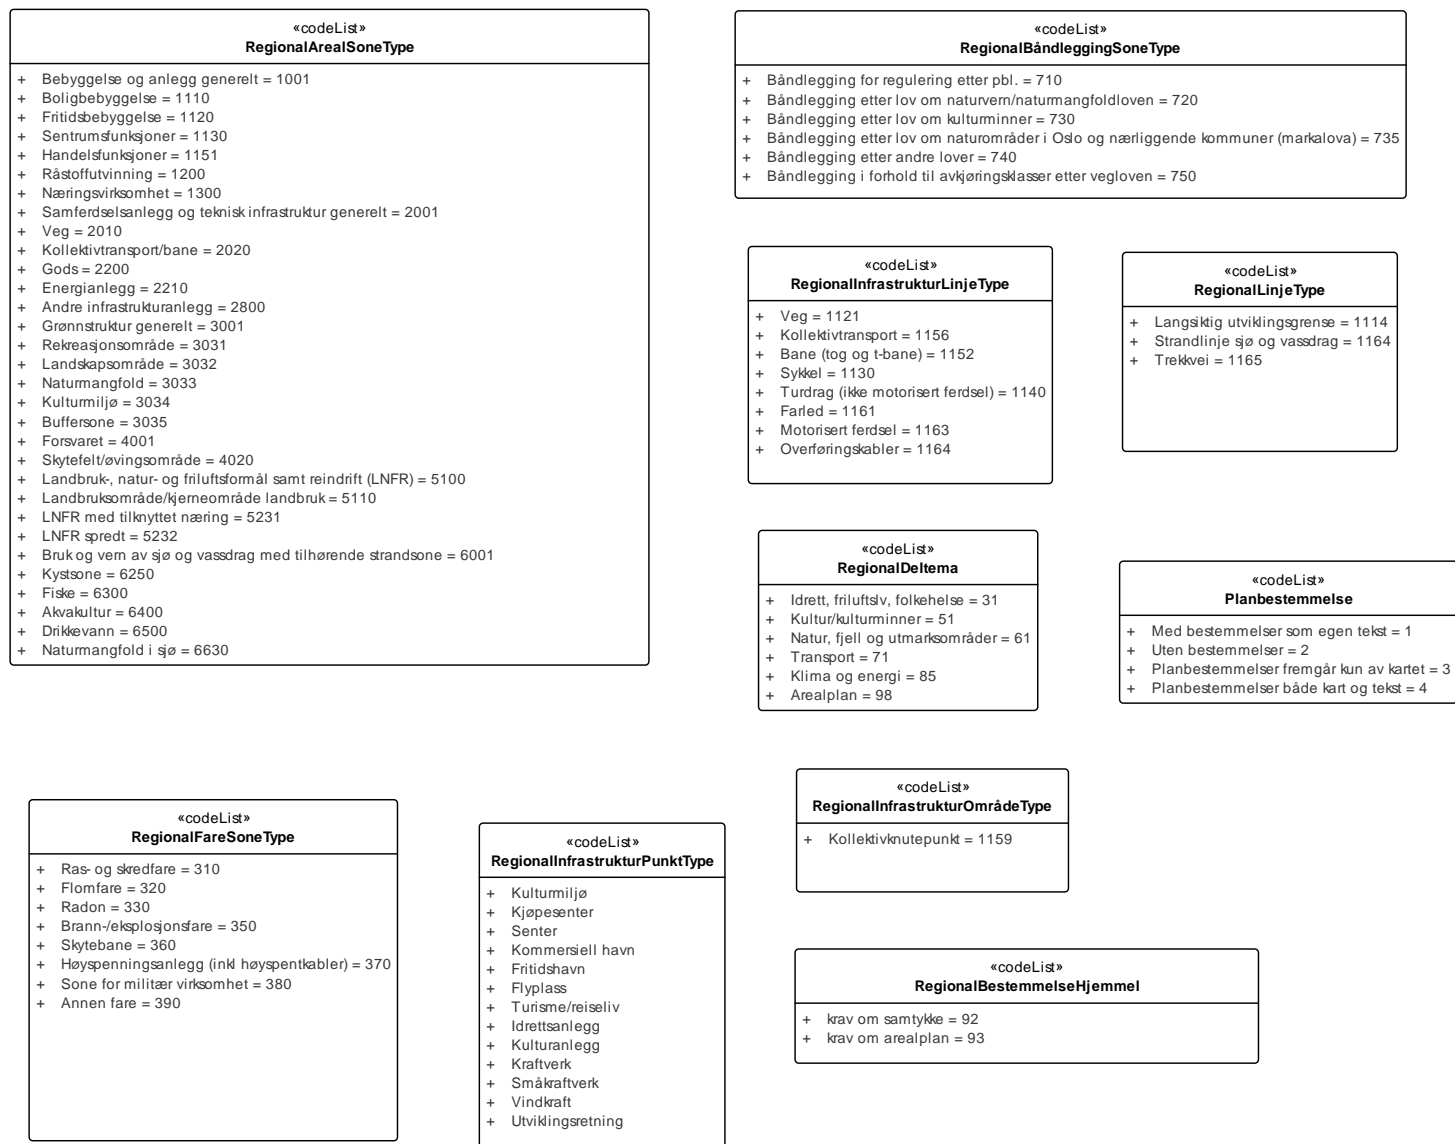 «codeList»
RegionalArealSoneType
+ Bebyggelse og anlegg generelt = 1001
+ Boligbebyggelse = 1110
+ Fritidsbebyggelse = 1120
+ Sentrumsfunksjoner = 1130
+ Handelsfunksjoner = 1151
+ Råstoffutvinning = 1200
+ Næringsvirksomhet = 1300
+ Samferdselsanlegg og teknisk infrastruktur generelt = 2001
+ Veg = 2010
+ Kollektivtransport/bane = 2020
+ Gods = 2200
+ Energianlegg = 2210
+ Andre infrastrukturanlegg = 2800
+ Grønnstruktur generelt = 3001
+ Rekreasjonsområde = 3031
+ Landskapsområde = 3032
+ Naturmangfold = 3033
+ Kulturmiljø = 3034
+ Buffersone = 3035
+ Forsvaret = 4001
+ Skytefelt/øvingsområde = 4020
+ Landbruk-, natur- og friluftsformål samt reindrift (LNFR) = 5100
+ Landbruksområde/kjerneområde landbruk = 5110
+ LNFR med tilknyttet næring = 5231
+ LNFR spredt = 5232
+ Bruk og vern av sjø og vassdrag med tilhørende strandsone = 6001
+ Kystsone = 6250
+ Fiske = 6300
+ Akvakultur = 6400
+ Drikkevann = 6500
+ Naturmangfold i sjø = 6630
«codeList»
RegionalBåndleggingSoneType
+ Båndlegging for regulering etter pbl. = 710
+ Båndlegging etter lov om naturvern/naturmangfoldloven = 720
+ Båndlegging etter lov om kulturminner = 730
+ Båndlegging etter lov om naturområder i Oslo og nærliggende kommuner (markalova) = 735
+ Båndlegging etter andre lover = 740
+ Båndlegging i forhold til avkjøringsklasser etter vegloven = 750
«codeList»
RegionalInfrastrukturLinjeType
+ Veg = 1121
+ Kollektivtransport = 1156
+ Bane (tog og t-bane) = 1152
+ Sykkel = 1130
+ Turdrag (ikke motorisert ferdsel) = 1140
+ Farled = 1161
+ Motorisert ferdsel = 1163
+ Overføringskabler = 1164
«codeList»
RegionalLinjeType
+ Langsiktig utviklingsgrense = 1114
+ Strandlinje sjø og vassdrag = 1164
+ Trekkvei = 1165
«codeList»
RegionalDeltema
+ Idrett, friluftslv, folkehelse = 31
+ Kultur/kulturminner = 51
+ Natur, fjell og utmarksområder = 61
+ Transport = 71
+ Klima og energi = 85
+ Arealplan = 98
«codeList»
Planbestemmelse
+ Med bestemmelser som egen tekst = 1
+ Uten bestemmelser = 2
+ Planbestemmelser fremgår kun av kartet = 3
+ Planbestemmelser både kart og tekst = 4
«codeList»
RegionalFareSoneType
+ Ras- og skredfare = 310
+ Flomfare = 320
+ Radon = 330
+ Brann-/eksplosjonsfare = 350
+ Skytebane = 360
+ Høyspenningsanlegg (inkl høyspentkabler) = 370
+ Sone for militær virksomhet = 380
+ Annen fare = 390
«codeList»
RegionalInfrastrukturPunktType
+ Kulturmiljø
+ Kjøpesenter
+ Senter
+ Kommersiell havn
+ Fritidshavn
+ Flyplass
+ Turisme/reiseliv
+ Idrettsanlegg
+ Kulturanlegg
+ Kraftverk
+ Småkraftverk
+ Vindkraft
+ Utviklingsretning
«codeList»
RegionalInfrastrukturOmrådeType
+ Kollektivknutepunkt = 1159
«codeList»
RegionalBestemmelseHjemmel
+ krav om samtykke = 92
+ krav om arealplan = 93